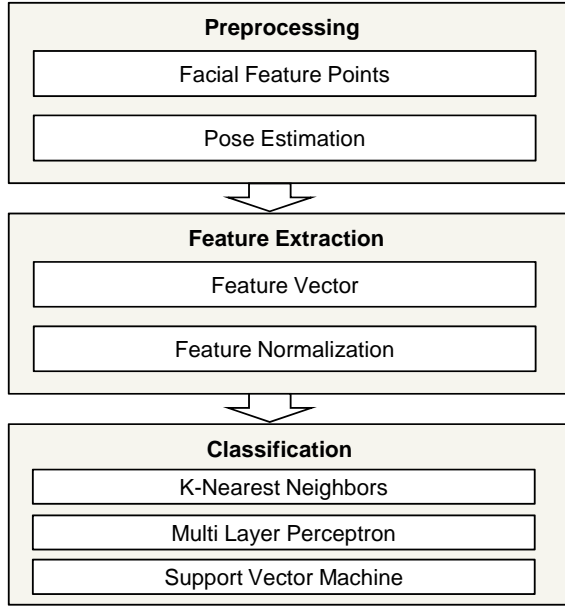 Preprocessing
Facial Feature Points
Pose Estimation
Feature Extraction
Feature Vector
Feature Normalization
Classification
K-Nearest Neighbors
Multi Layer Perceptron
Support Vector Machine